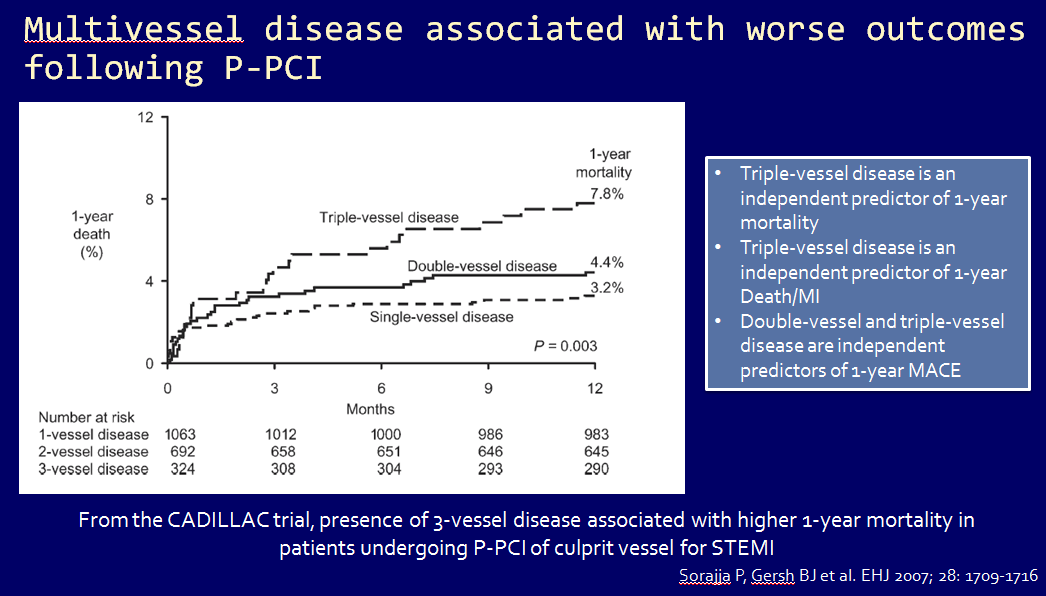 Multivessel disease associated with worse outcomes
following P-PCI
12
8
4
0
1-year
death
(%)
1-year
mortality
7.8%
Triple-vessel disease
4.4%
Double-vessel disease
3.2%
Single-vessel disease
P = 0.003
0 3 6 9 12
Months
Number at risk
1-vessel disease 1063 1012 1000 986 983
2-vessel disease 692 658 651 646 645
3-vessel disease 324 308 304 293 290
• Triple-vessel disease is an
independent predictor of 1-year
mortality
• Triple-vessel disease is an
independent predictor of 1-year
Death/MI
• Double-vessel and triple-vessel
disease are independent
predictors of 1-year MACE
From the CADILLAC trial, presence of 3-vessel disease associated with higher 1-year mortality in
patients undergoing P-PCI of culprit vessel for STEMI
Sorajja P, Gersh BJ et al. EHJ 2007; 28: 1709-1716